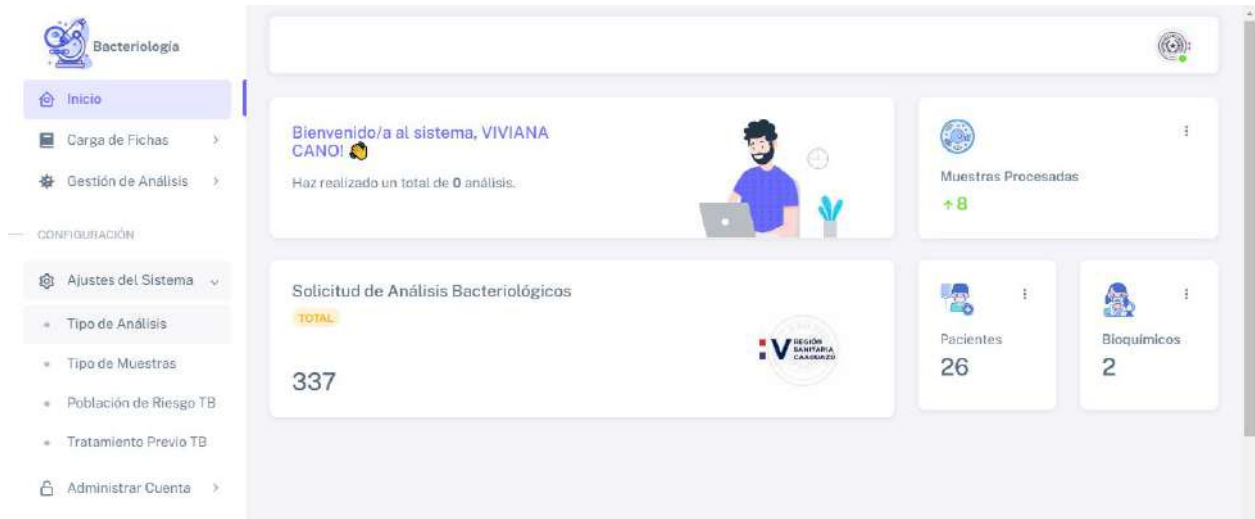 Bacteriología
Inicio
Carga de Fichas
Gestión de Análisis
CONFIGURACIÓN
Ajustes del Sistema
Tipo de Análisis
Tipo de Muestras
Población de Riesgo TB
Tratamiento Previo TB
Administrar Cuenta
Bienvenido/a al sistema, VIVIANA
CANO!
Haz realizado un total de 0 análisis.
Muestras Procesadas
8
Solicitud de Análisis Bacteriológicos
TOTAL
337
V REGIÓN
SANITARIA
CAAGUAZÚ
Pacientes
26
Bioquímicos
2